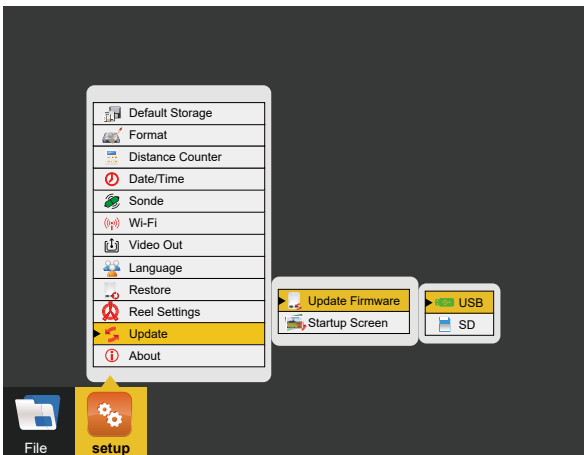 Default Storage
Format
Distance Counter
Date/Time
Sonde
Wi-Fi
Video Out
Language
Restore
Reel Settings
Update
About
Update Firmware
Startup Screen
USB
SD
File
setup